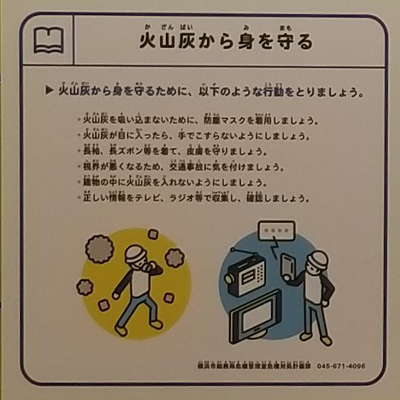 火山灰から身を守る
▶ 火山灰から身を守るために、以下のような行動をとりましょう。
・火山灰を吸い込まないために、防塵マスクを着用しましょう。
・火山灰が目に入ったら、手でこすらないようにしましょう。
・長袖、長ズボン等を着て、皮膚を守りましょう。
・視界が悪くなるため、交通事故に気を付けましょう。
・建物の中に火山灰を入れないようにしましょう。
・正しい情報をテレビ、ラジオ等で収集し、確認しましょう。
横浜市総務局危機管理室危機対処計画課 045-671-4096